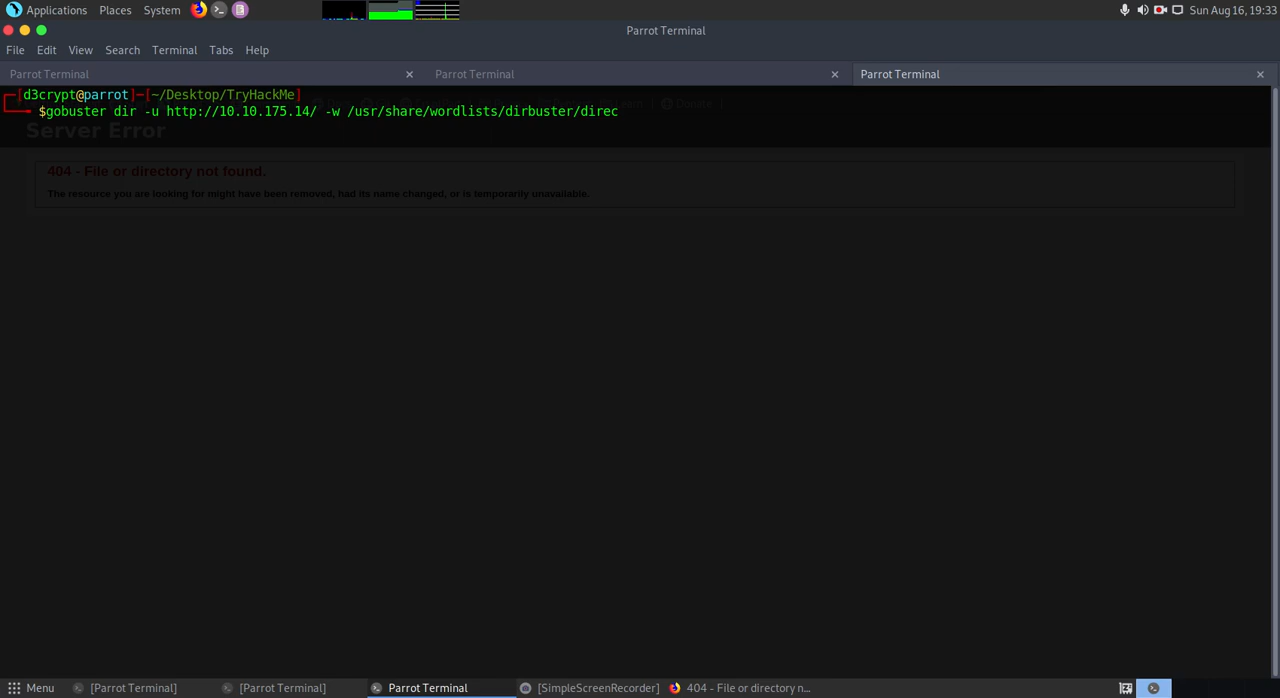 Applications Places System Sun Aug 16, 19:33
Parrot Terminal
File Edit View Search Terminal Tabs Help
Parrot Terminal × Parrot Terminal × Parrot Terminal ×
┌─[d3crypt@parrot]─[~/Desktop/TryHackMe]
└──╼ $gobuster dir -u http://10.10.175.14/ -w /usr/share/wordlists/dirbuster/direc
Donate
Server Error
404 - File or directory not found.
The resource you are looking for might have been removed, had its name changed, or is temporarily unavailable.
Menu [Parrot Terminal] [Parrot Terminal] Parrot Terminal [SimpleScreenRecorder] 404 - File or directory n...